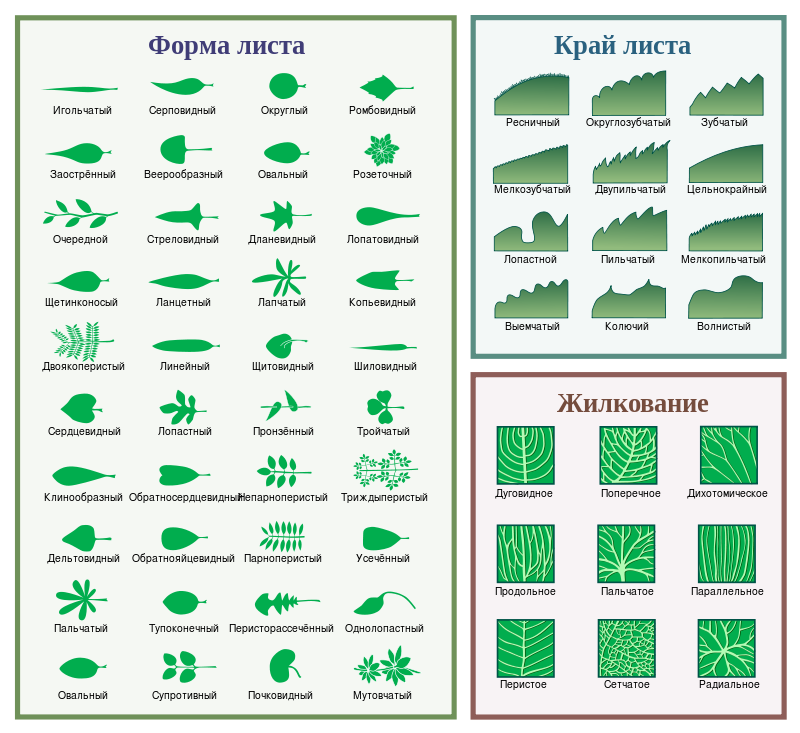 Форма листа
Игольчатый Серповидный Округлый Ромбовидный
Заострённый Веерообразный Овальный Розеточный
Очередной Стреловидный Дланевидный Лопатовидный
Щетинконосый Ланцетный Лапчатый Копьевидный
Двоякоперистый Линейный Щитовидный Шиловидный
Сердцевидный Лопастный Пронзённый Тройчатый
Клинообразный Обратносердцевидный Непарноперистый Триждыперистый
Дельтовидный Обратнояйцевидный Парноперистый Усечённый
Пальчатый Тупоконечный Перисторассечённый Однолопастный
Овальный Супротивный Почковидный Мутовчатый
Край листа
Ресничный Округлозубчатый Зубчатый
Мелкозубчатый Двупильчатый Цельнокрайный
Лопастной Пильчатый Мелкопильчатый
Выемчатый Колючий Волнистый
Жилкование
Дуговидное Поперечное Дихотомическое
Продольное Пальчатое Параллельное
Перистое Сетчатое Радиальное